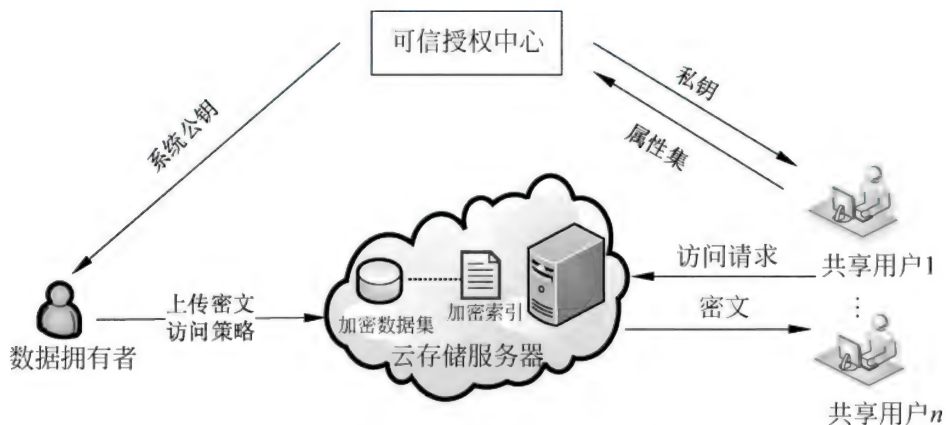 可信授权中心
系统公钥
私钥
属性集
共享用户1
⋮
共享用户n
访问请求
密文
加密数据集
加密索引
云存储服务器
上传密文
访问策略
数据拥有者